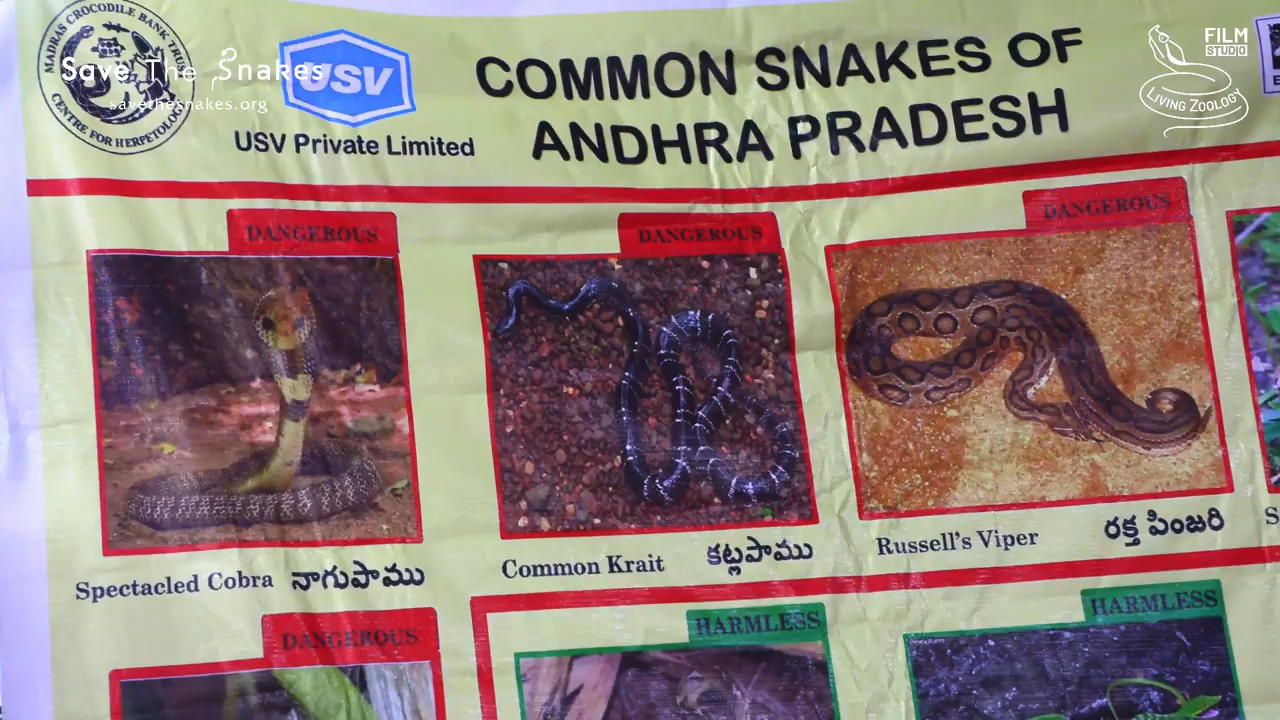 MADRAS CROCODILE BANK TRUST
CENTRE FOR HERPETOLOGY
Save The Snakes
savethesnakes.org
USV
USV Private Limited
COMMON SNAKES OF
ANDHRA PRADESH
FILM
STUDIO
LIVING ZOOLOGY
DANGEROUS
DANGEROUS
DANGEROUS
Spectacled Cobra నాగుపాము
Common Krait కట్లపాము
Russell's Viper రక్త పింజరి
S
DANGEROUS
HARMLESS
HARMLESS